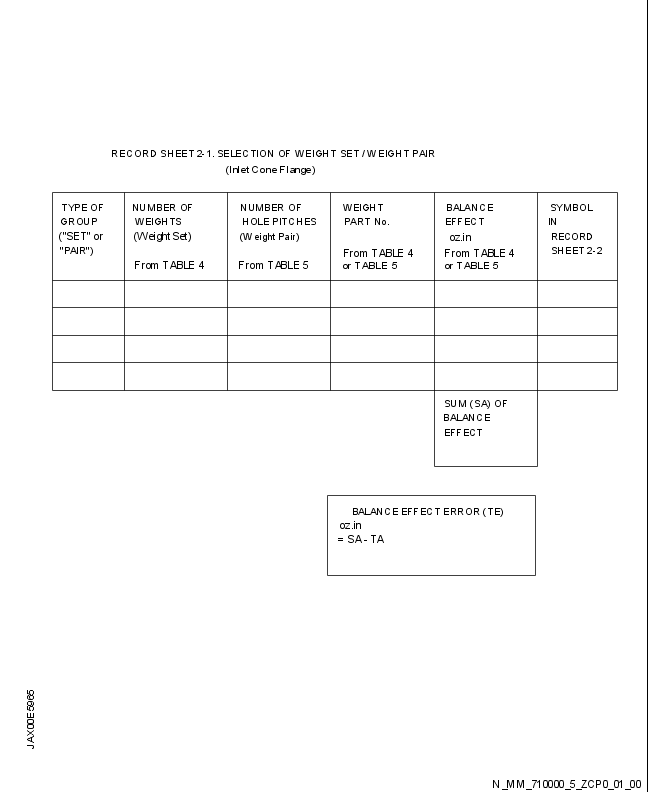 RECORD SHEET 2-1. SELECTION OF WEIGHT SET / WEIGHT PAIR
(Inlet Cone Flange)
TYPE OF
GROUP
("SET" or
"PAIR")
NUMBER OF
WEIGHTS
(Weight Set)
From TABLE 4
NUMBER OF
HOLE PITCHES
(Weight Pair)
From TABLE 5
WEIGHT
PART No.
From TABLE 4
or TABLE 5
BALANCE
EFFECT
oz.in
From TABLE 4
or TABLE 5
SYMBOL
IN
RECORD
SHEET 2-2
SUM (SA) OF
BALANCE
EFFECT
BALANCE EFFECT ERROR (TE)
oz.in
= SA - TA
JAX00E5965
N_MM_710000_5_ZCP0_01_00